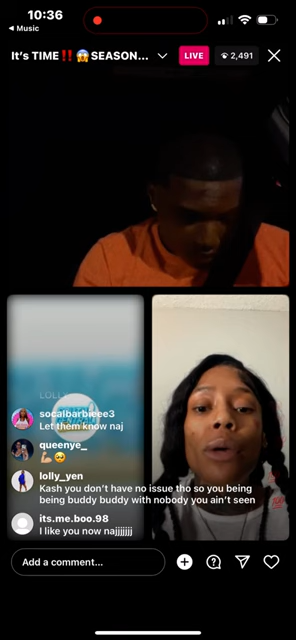 10:36
◀ Music
It's TIME‼️😱SEASON...
LIVE
2,491
LOLL
socalbarbieee3
Let them know naj
queenye_
💪🏼🥺
lolly_yen
Kash you don't have no issue tho so you being
being buddy buddy with nobody you ain't seen
its.me.boo.98
I like you now najjjjjjj
Add a comment...